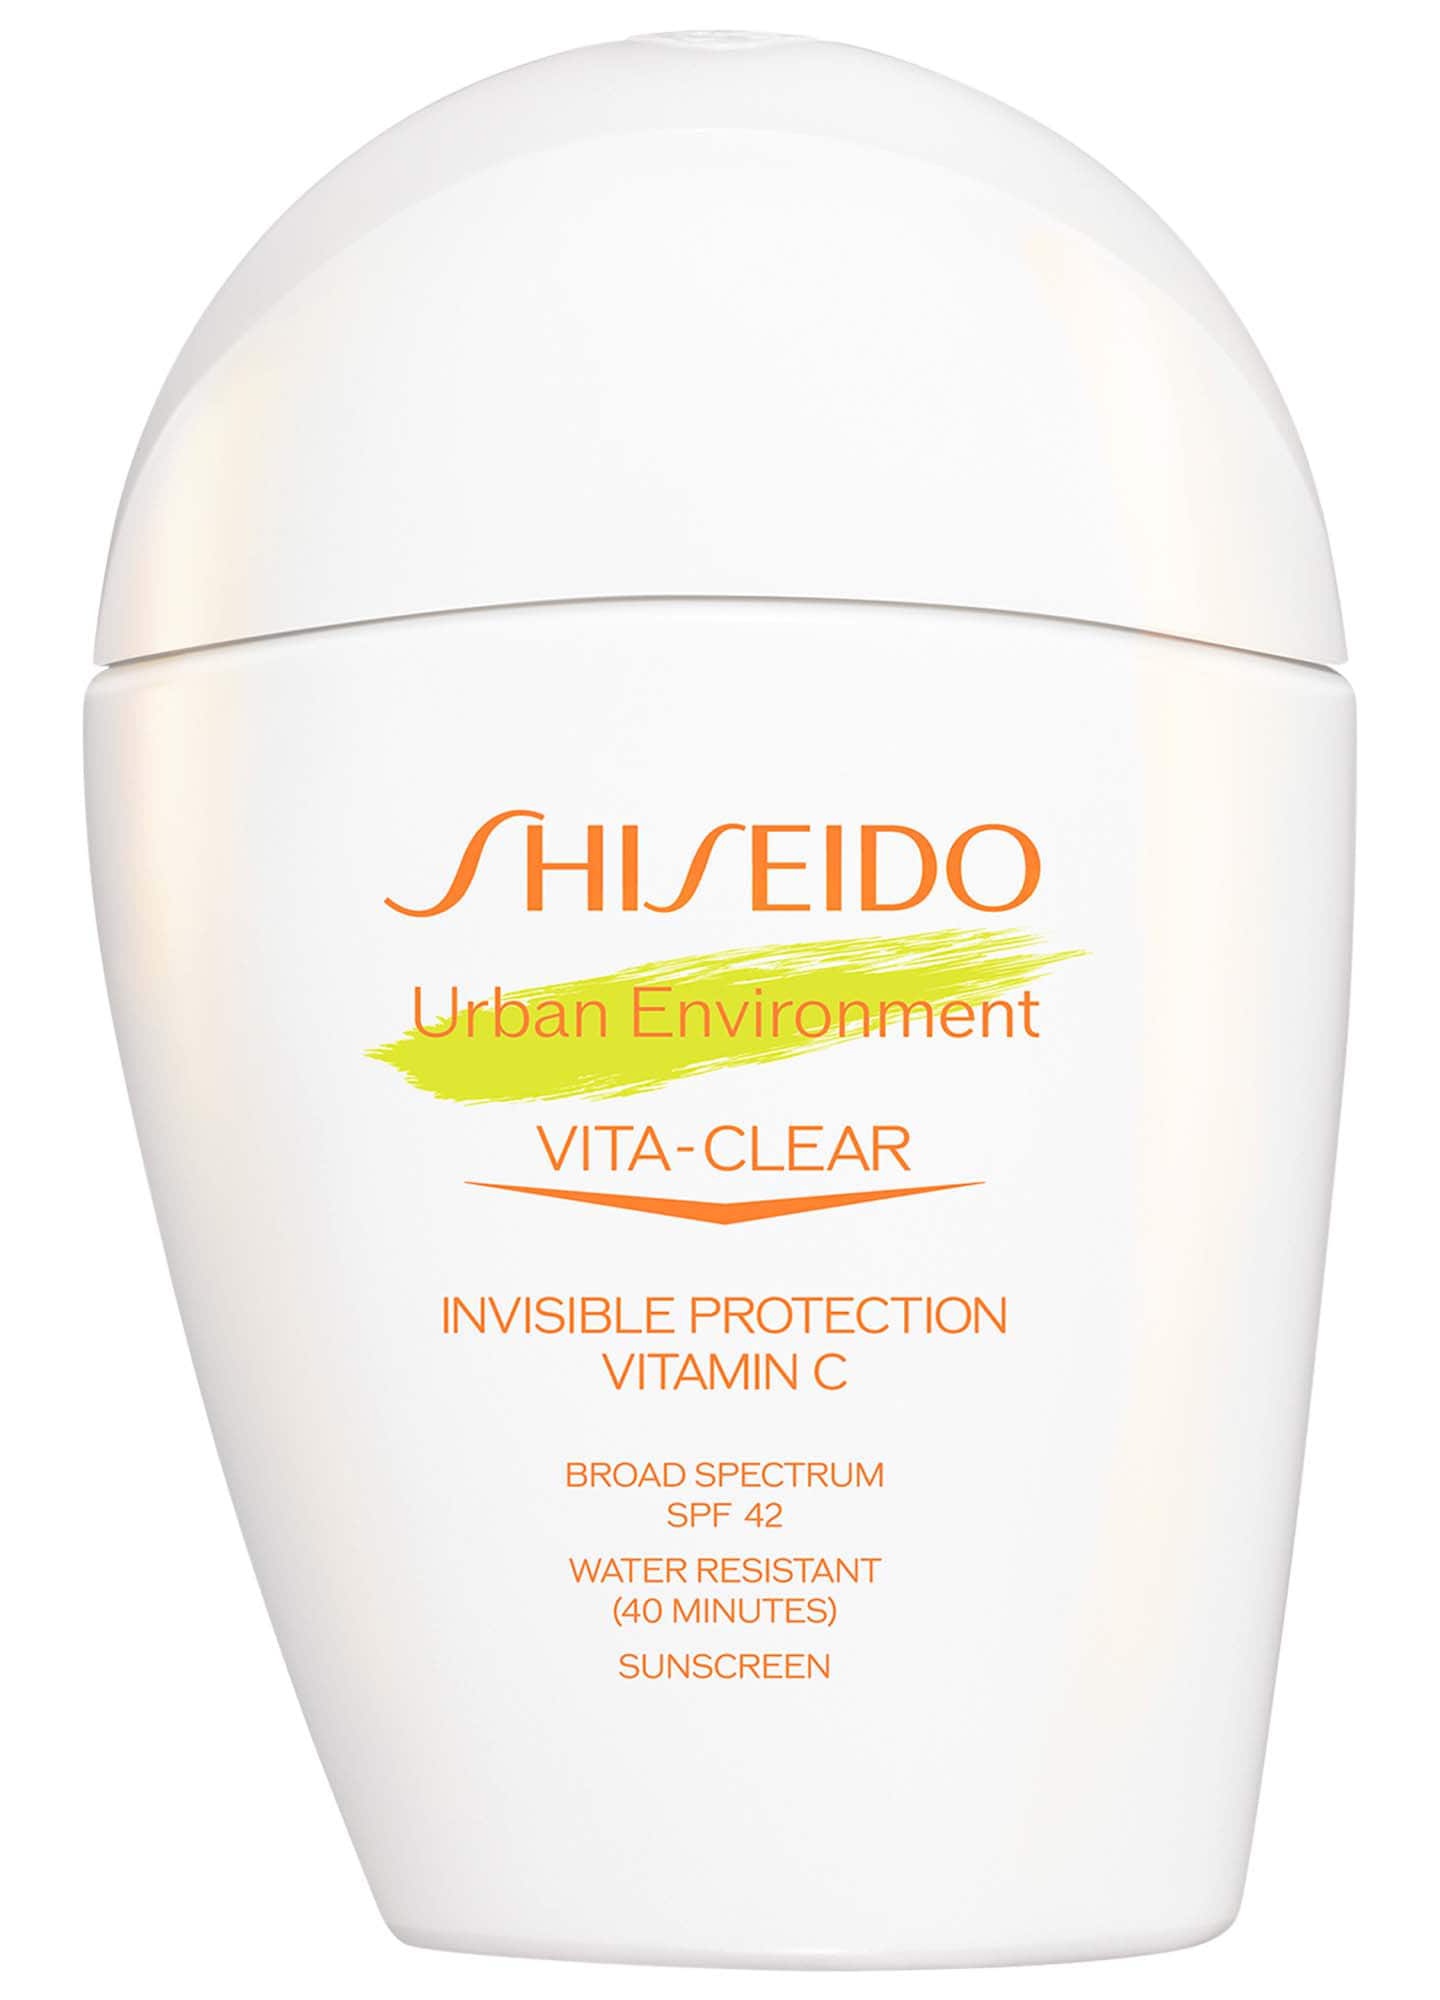 SHISEIDO
Urban Environment
VITA-CLEAR
INVISIBLE PROTECTION
VITAMIN C
BROAD SPECTRUM
SPF 42
WATER RESISTANT
(40 MINUTES)
SUNSCREEN